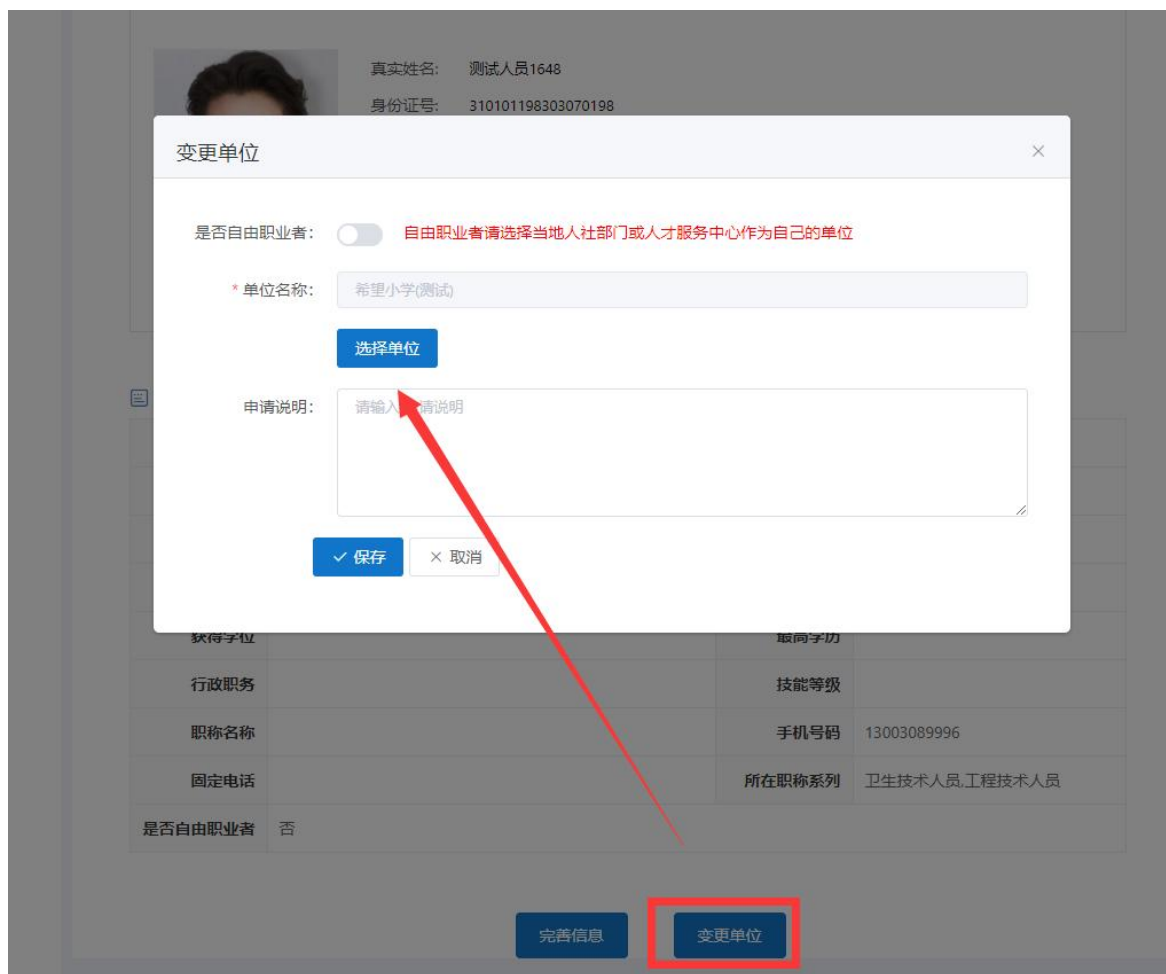 真实姓名: 测试人员1648
身份证号: 310101198303070198
变更单位
是否自由职业者: 自由职业者请选择当地人社部门或人才服务中心作为自己的单位
* 单位名称: 希望小学(测试)
选择单位
申请说明: 请输入 请说明
保存 取消
获得学位 最高学历
行政职务 技能等级
职称名称 手机号码 13003089996
固定电话 所在职称系列 卫生技术人员,工程技术人员
是否自由职业者 否
完善信息 变更单位